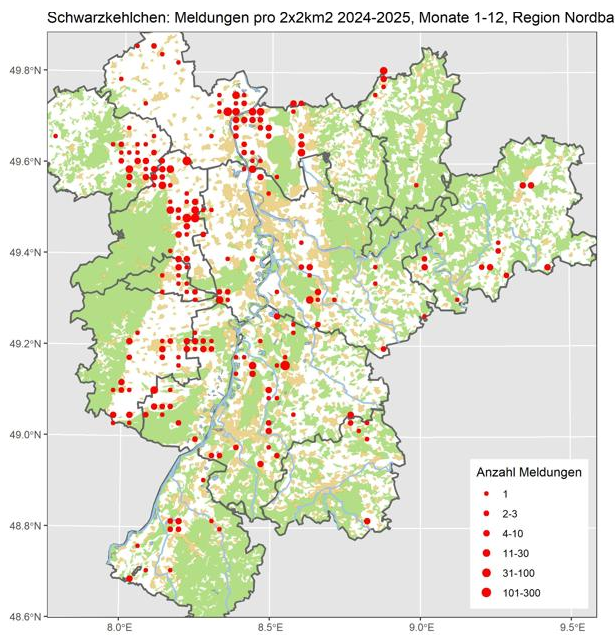 Schwarzkehlchen: Meldungen pro 2x2km2 2024-2025, Monate 1-12, Region Nordba
49.8°N
49.6°N
49.4°N
49.2°N
49.0°N
48.8°N
48.6°N
8.0°E
8.5°E
9.0°E
9.5°E
Anzahl Meldungen
1
2-3
4-10
11-30
31-100
101-300